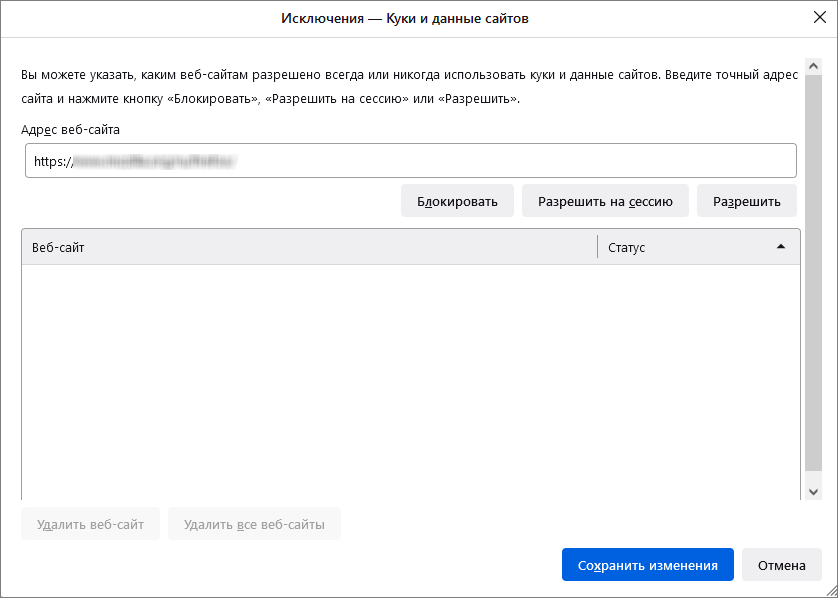 Исключения — Куки и данные сайтов
Вы можете указать, каким веб-сайтам разрешено всегда или никогда использовать куки и данные сайтов. Введите точный адрес
сайта и нажмите кнопку «Блокировать», «Разрешить на сессию» или «Разрешить».
Адрес веб-сайта
https://
Блокировать
Разрешить на сессию
Разрешить
Веб-сайт
Статус
Удалить веб-сайт
Удалить все веб-сайты
Сохранить изменения
Отмена